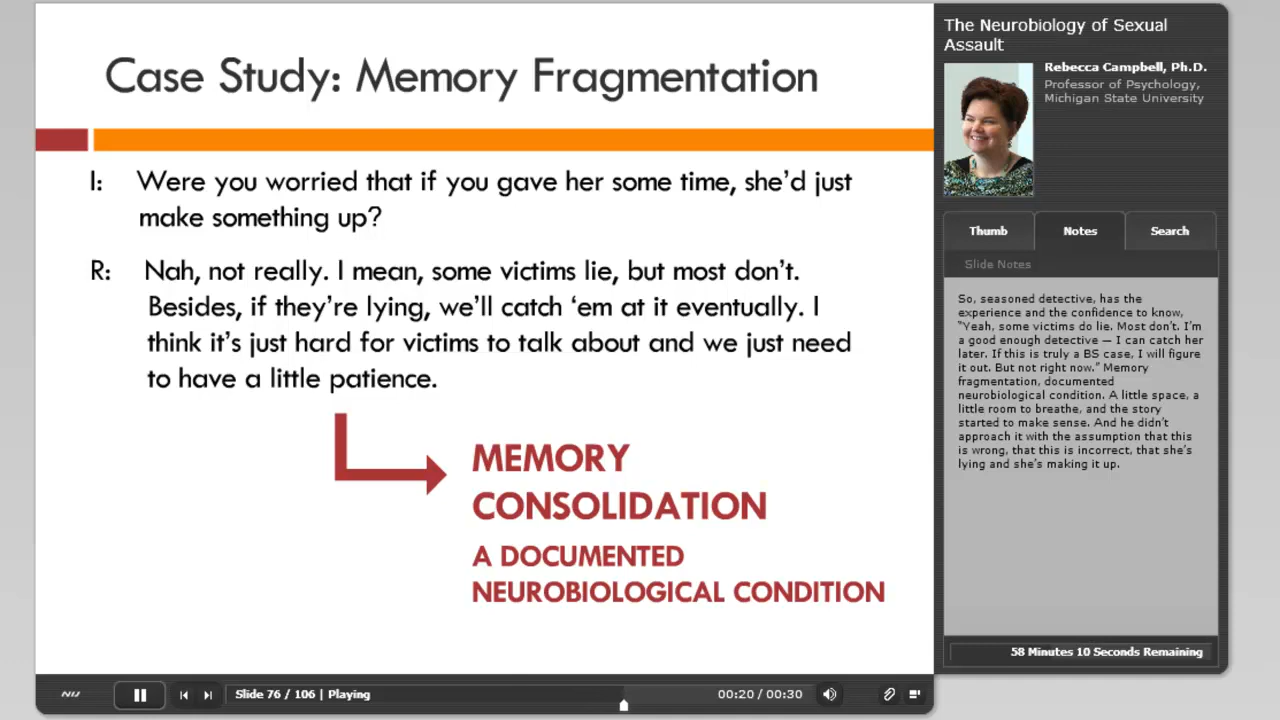 Case Study: Memory Fragmentation
I: Were you worried that if you gave her some time, she’d just
make something up?
R: Nah, not really. I mean, some victims lie, but most don’t.
Besides, if they’re lying, we’ll catch ‘em at it eventually. I
think it’s just hard for victims to talk about and we just need
to have a little patience.
MEMORY
CONSOLIDATION
A DOCUMENTED
NEUROBIOLOGICAL CONDITION
The Neurobiology of Sexual
Assault
Rebecca Campbell, Ph.D.
Professor of Psychology,
Michigan State University
Thumb
Notes
Search
Slide Notes
So, seasoned detective, has the
experience and the confidence to know,
“Yeah, some victims do lie. Most don’t. I’m
a good enough detective — I can catch her
later. If this is truly a BS case, I will figure
it out. But not right now.” Memory
fragmentation, documented
neurobiological condition. A little space, a
little room to breathe, and the story
started to make sense. And he didn’t
approach it with the assumption that this
is wrong, that this is incorrect, that she’s
lying and she’s making it up.
58 Minutes 10 Seconds Remaining
NIJ
Slide 76 / 106 | Playing
00:20 / 00:30